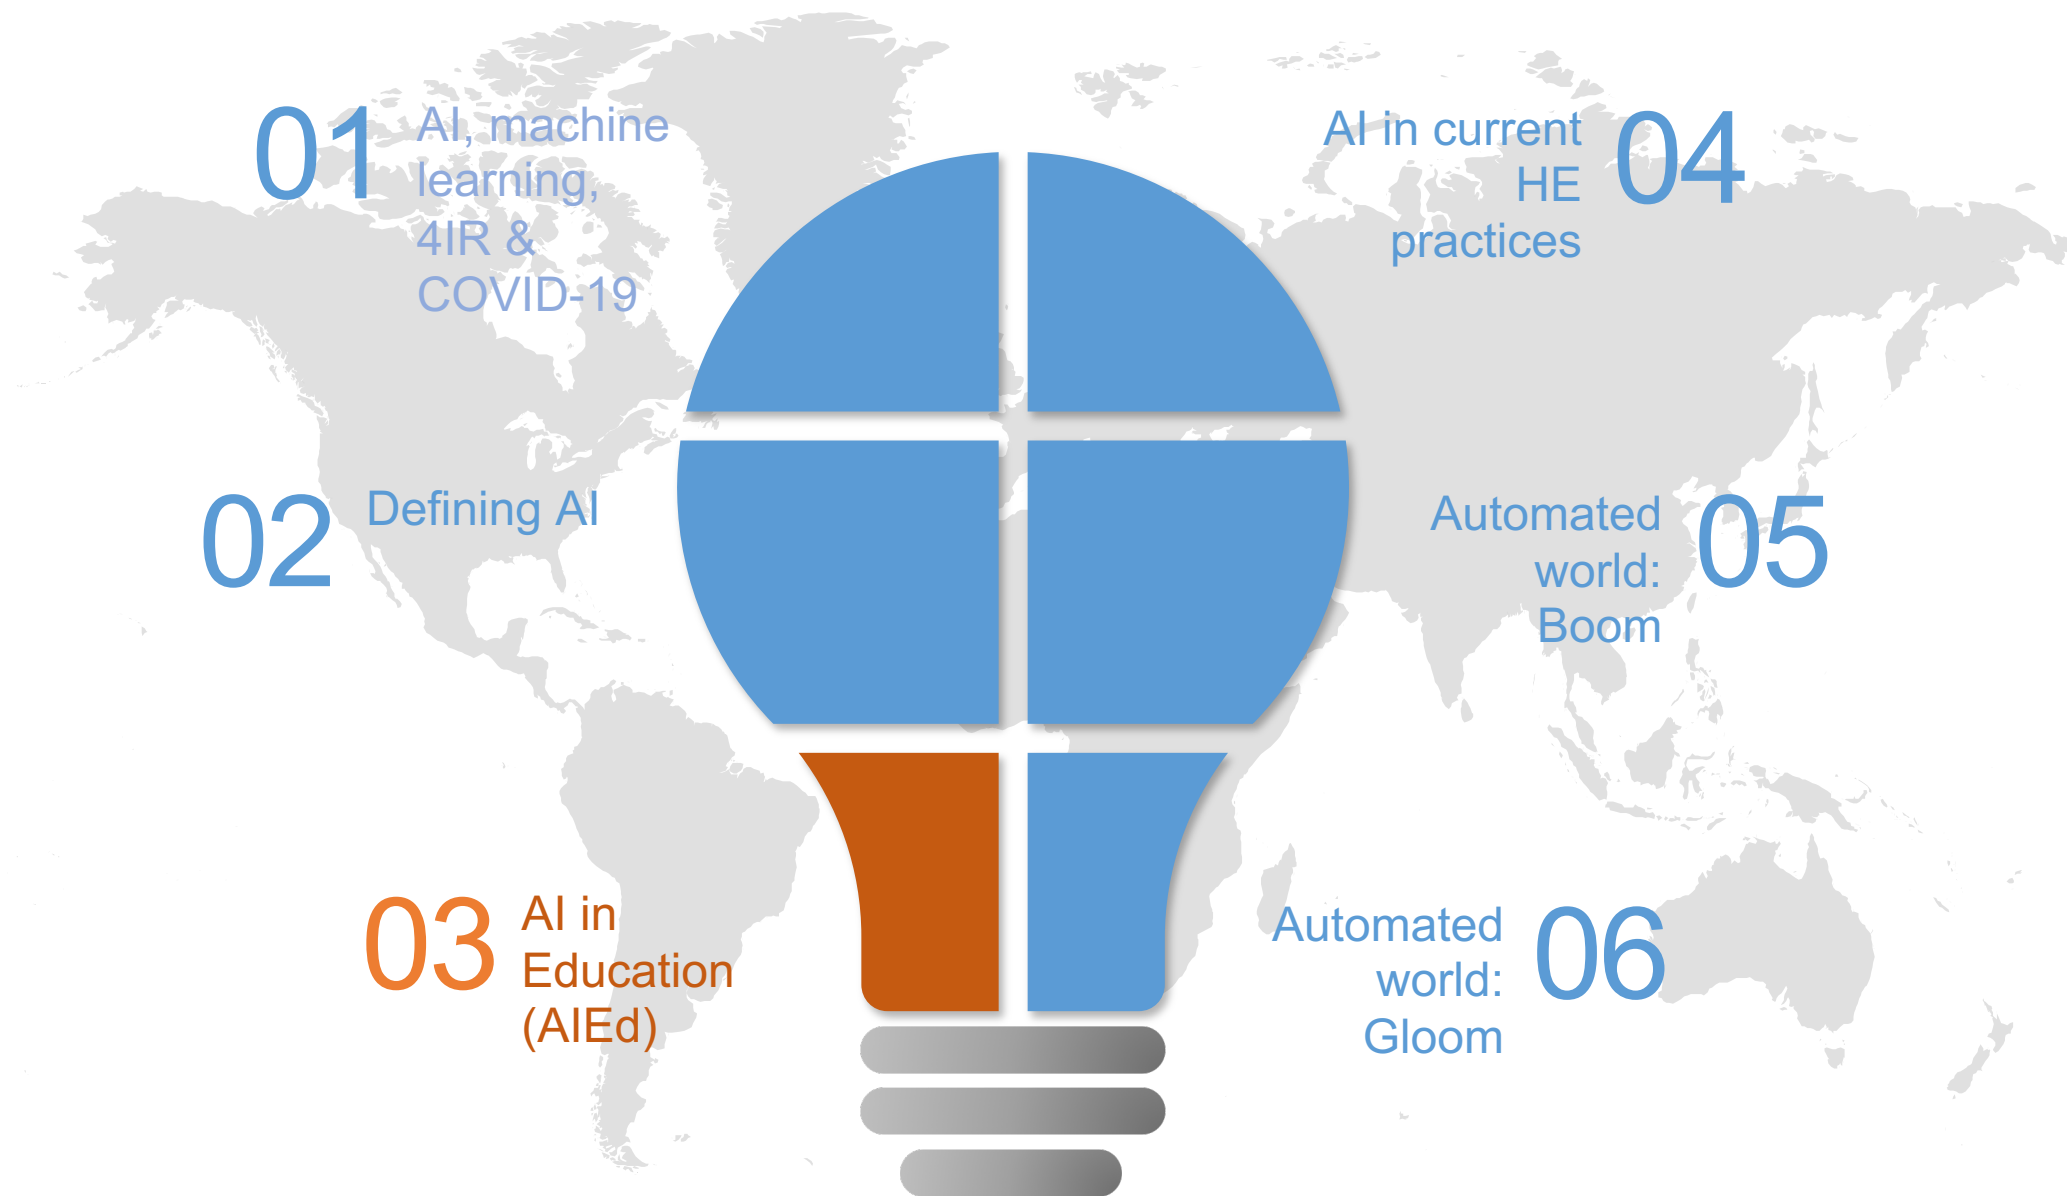 01
AI, machine
learning,
4IR &
COVID-19
02
Defining AI
03
AI in
Education
(AIEd)
04
AI in current
HE
practices
05
Automated
world:
Boom
06
Automated
world:
Gloom